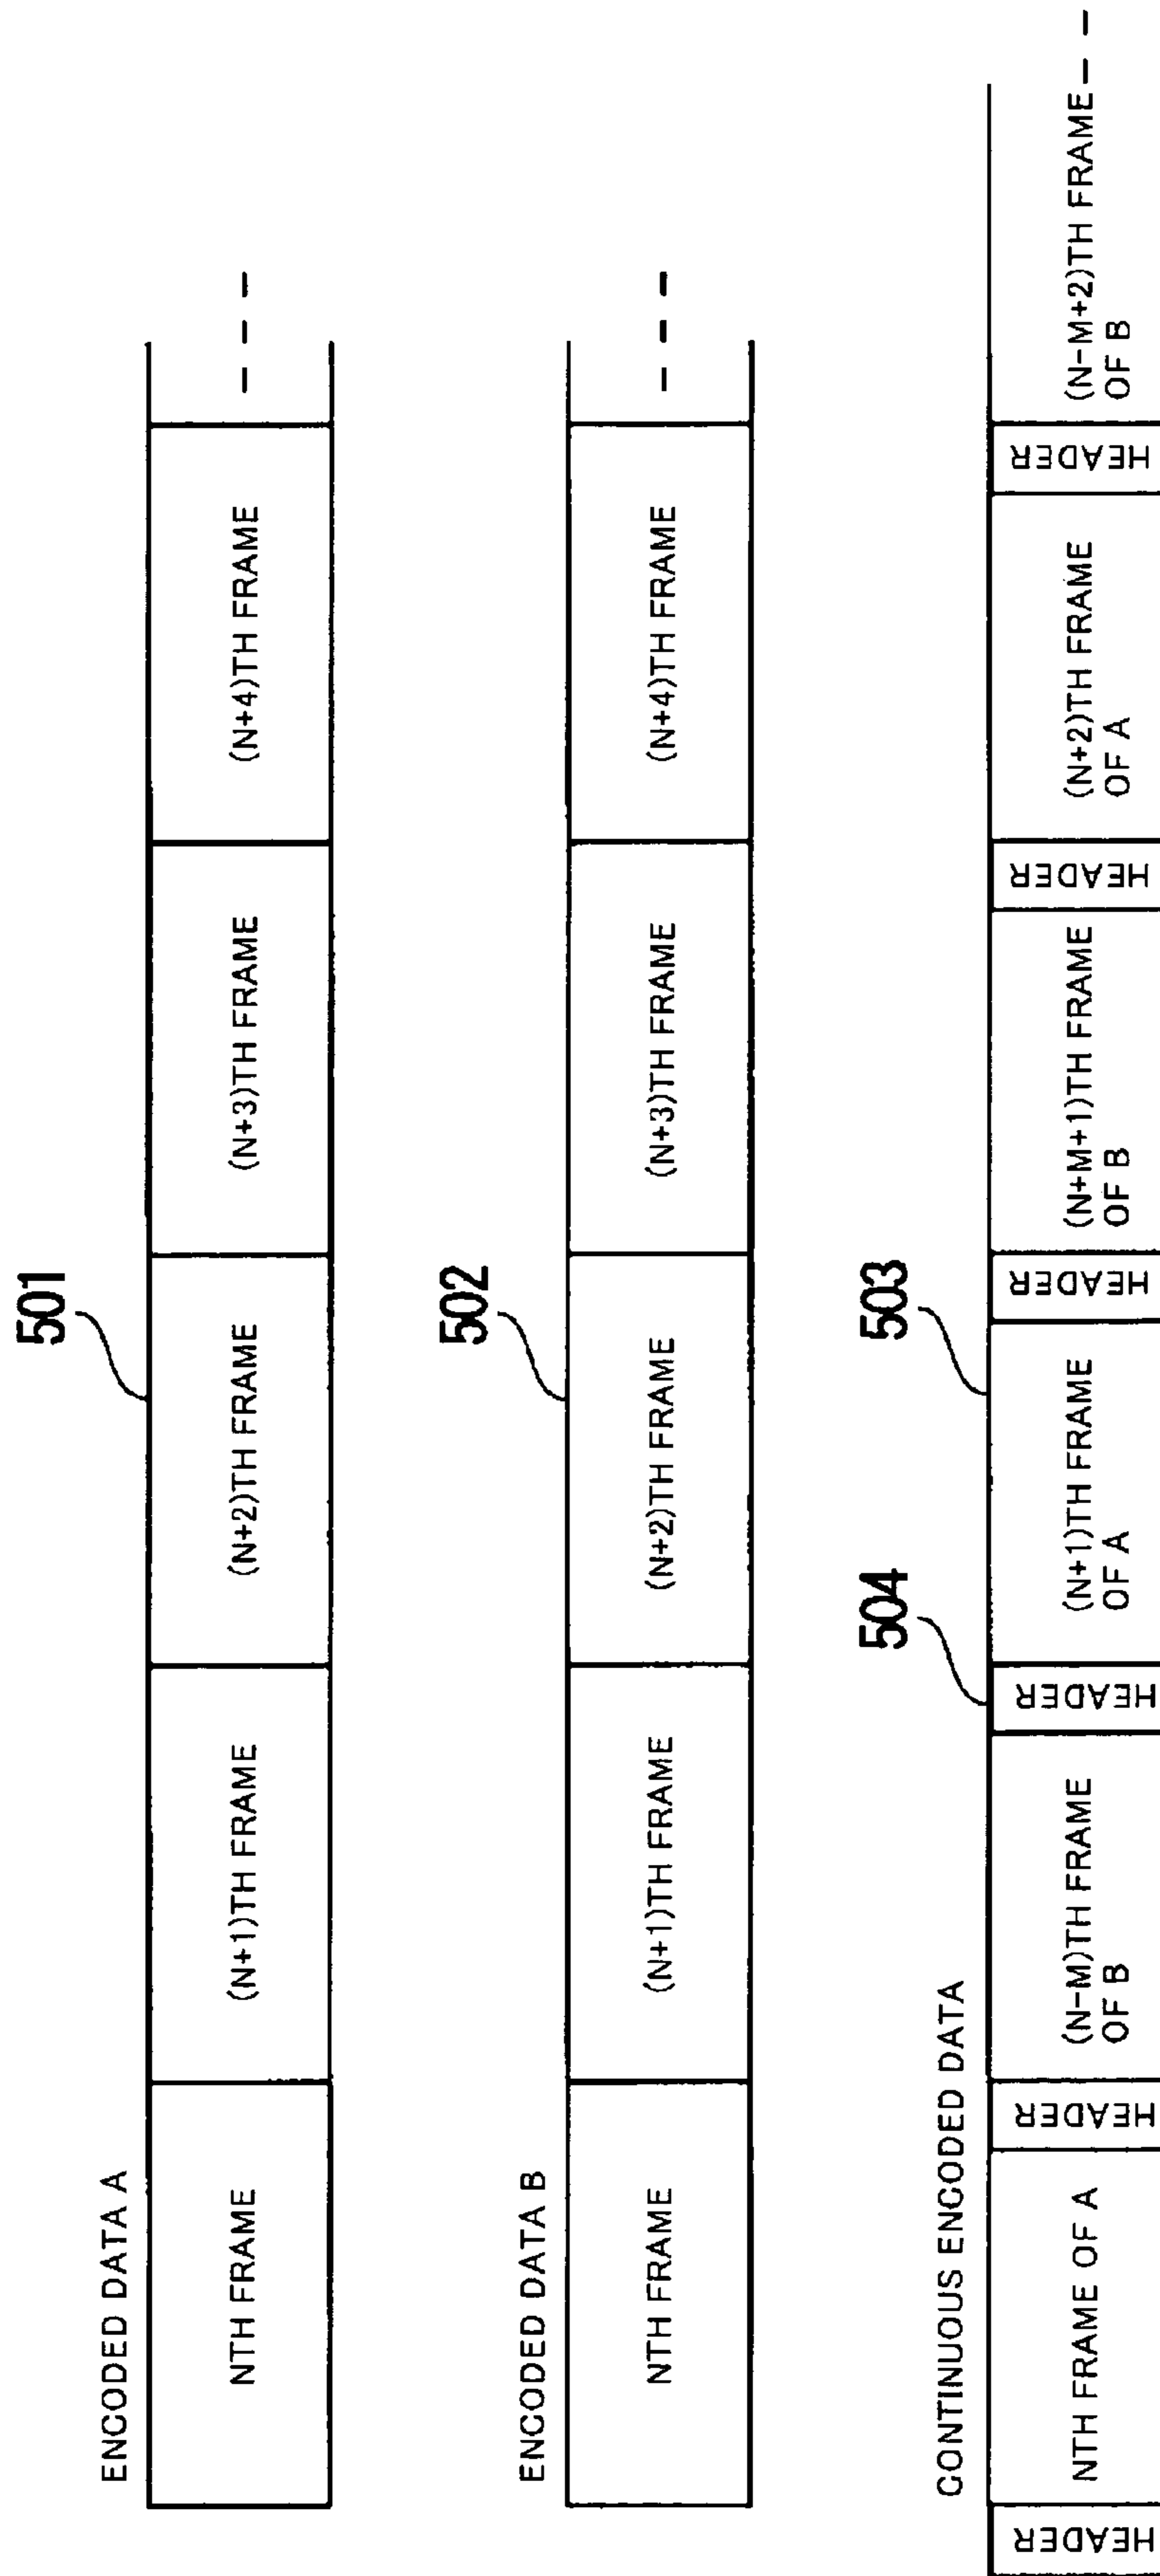 ENCODED DATA A
501
NTH FRAME
(N+1)TH FRAME
(N+2)TH FRAME
(N+3)TH FRAME
(N+4)TH FRAME
ENCODED DATA B
502
NTH FRAME
(N+1)TH FRAME
(N+2)TH FRAME
(N+3)TH FRAME
(N+4)TH FRAME
CONTINUOUS ENCODED DATA
504
503
HEADER
NTH FRAME OF A
HEADER
(N-M)TH FRAME
OF B
HEADER
(N+1)TH FRAME
OF A
HEADER
(N+M+1)TH FRAME
OF B
HEADER
(N+2)TH FRAME
OF A
HEADER
(N-M+2)TH FRAME
OF B